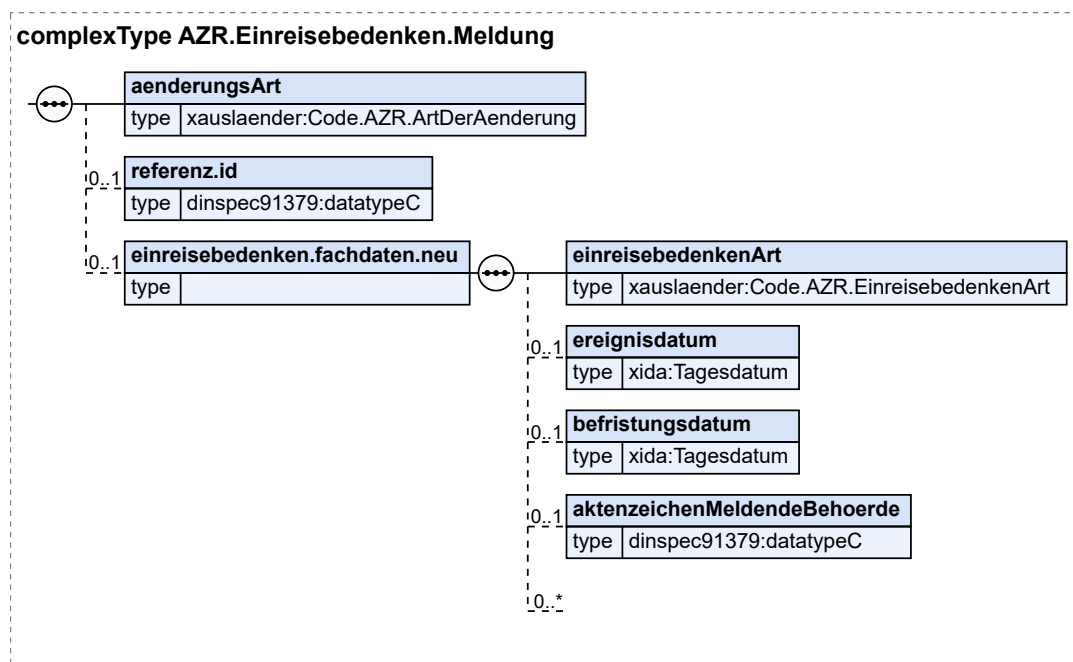 complexType AZR.Einreisebedenken.Meldung
aenderungsArt
type xauslaender:Code.AZR.ArtDerAenderung
0..1 referenz.id
type dinspec91379:datatypeC
0..1 einreisebedenken.fachdaten.neu
type
einreisebedenkenArt
type xauslaender:Code.AZR.EinreisebedenkenArt
0..1 ereignisdatum
type xida:Tagesdatum
0..1 befristungsdatum
type xida:Tagesdatum
0..1 aktenzeichenMeldendeBehoerde
type dinspec91379:datatypeC
0..*